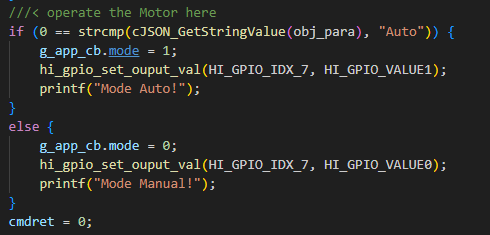 ///< operate the Motor here
if (0 == strcmp(cJSON_GetStringValue(obj_para), "Auto")) {
    g_app_cb.mode = 1;
    hi_gpio_set_ouput_val(HI_GPIO_IDX_7, HI_GPIO_VALUE1);
    printf("Mode Auto!");
}
else {
    g_app_cb.mode = 0;
    hi_gpio_set_ouput_val(HI_GPIO_IDX_7, HI_GPIO_VALUE0);
    printf("Mode Manual!");
}
cmdret = 0;